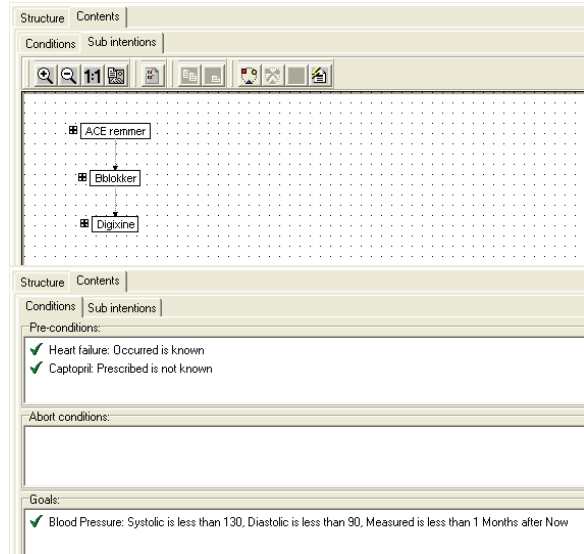 Structure Contents
Conditions Sub intentions
1:1
ACE remmer
Bblokker
Digixine
Structure Contents
Conditions Sub intentions
Pre-conditions:
Heart failure: Occurred is known
Captopril: Prescribed is not known
Abort conditions:
Goals:
Blood Pressure: Systolic is less than 130, Diastolic is less than 90, Measured is less than 1 Months after Now